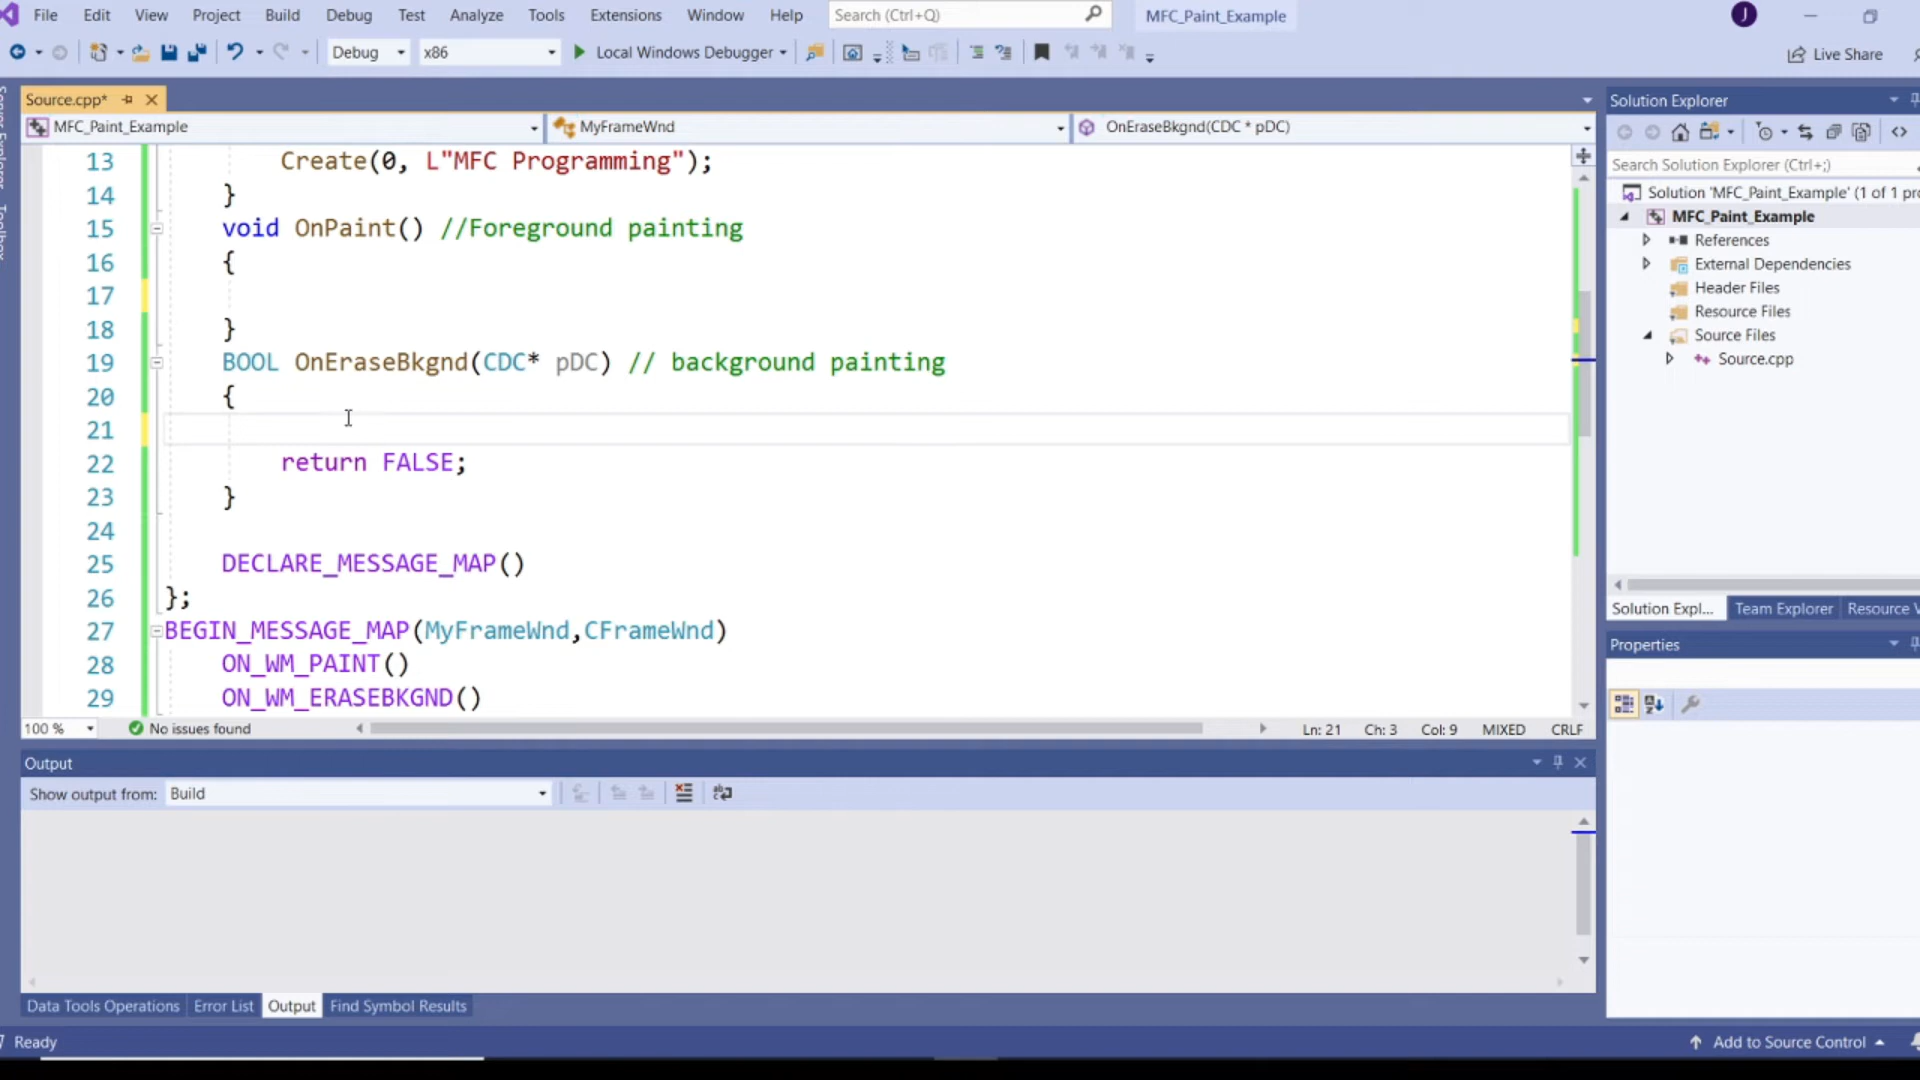 File Edit View Project Build Debug Test Analyze Tools Extensions Window Help Search (Ctrl+Q) MFC_Paint_Example J
Debug x86 Local Windows Debugger Live Share
Server Explorer Toolbox
Source.cpp*
MFC_Paint_Example MyFrameWnd OnEraseBkgnd(CDC * pDC)
13 Create(0, L"MFC Programming");
14 }
15 void OnPaint() //Foreground painting
16 {
17
18 }
19 BOOL OnEraseBkgnd(CDC* pDC) // background painting
20 {
21
22 return FALSE;
23 }
24
25 DECLARE_MESSAGE_MAP()
26 };
27 BEGIN_MESSAGE_MAP(MyFrameWnd,CFrameWnd)
28 ON_WM_PAINT()
29 ON_WM_ERASEBKGND()
100 % No issues found Ln: 21 Ch: 3 Col: 9 MIXED CRLF
Output
Show output from: Build
Data Tools Operations Error List Output Find Symbol Results
Solution Explorer
Search Solution Explorer (Ctrl+;)
Solution 'MFC_Paint_Example' (1 of 1 pro
MFC_Paint_Example
References
External Dependencies
Header Files
Resource Files
Source Files
Source.cpp
Solution Expl... Team Explorer Resource V
Properties
Ready Add to Source Control